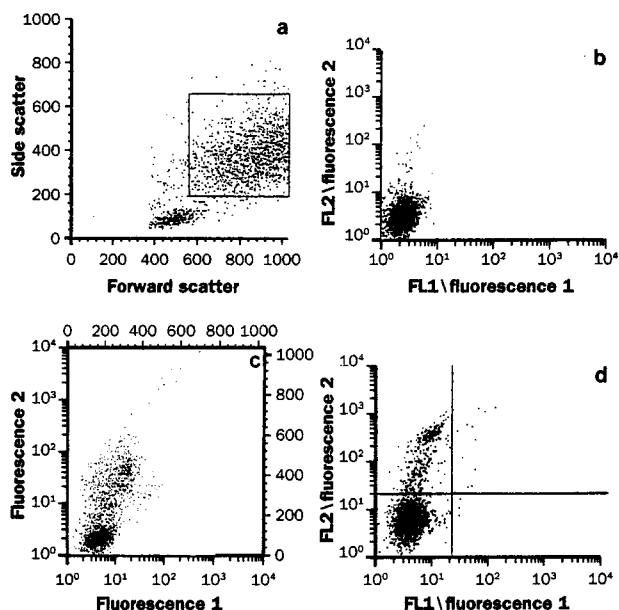 a
1000
800
600
400
200
0
Side scatter
0 200 400 600 800 1000
Forward scatter
b
10⁴
10³
10²
10¹
10⁰
FL2\fluorescence 2
10⁰ 10¹ 10² 10³ 10⁴
FL1\fluorescence 1
0 200 400 600 800 1000
c
10⁴
10³
10²
10¹
10⁰
Fluorescence 2
1000
800
600
400
200
0
10⁰ 10¹ 10² 10³ 10⁴
Fluorescence 1
d
10⁴
10³
10²
10¹
10⁰
FL2\fluorescence 2
10⁰ 10¹ 10² 10³ 10⁴
FL1\fluorescence 1